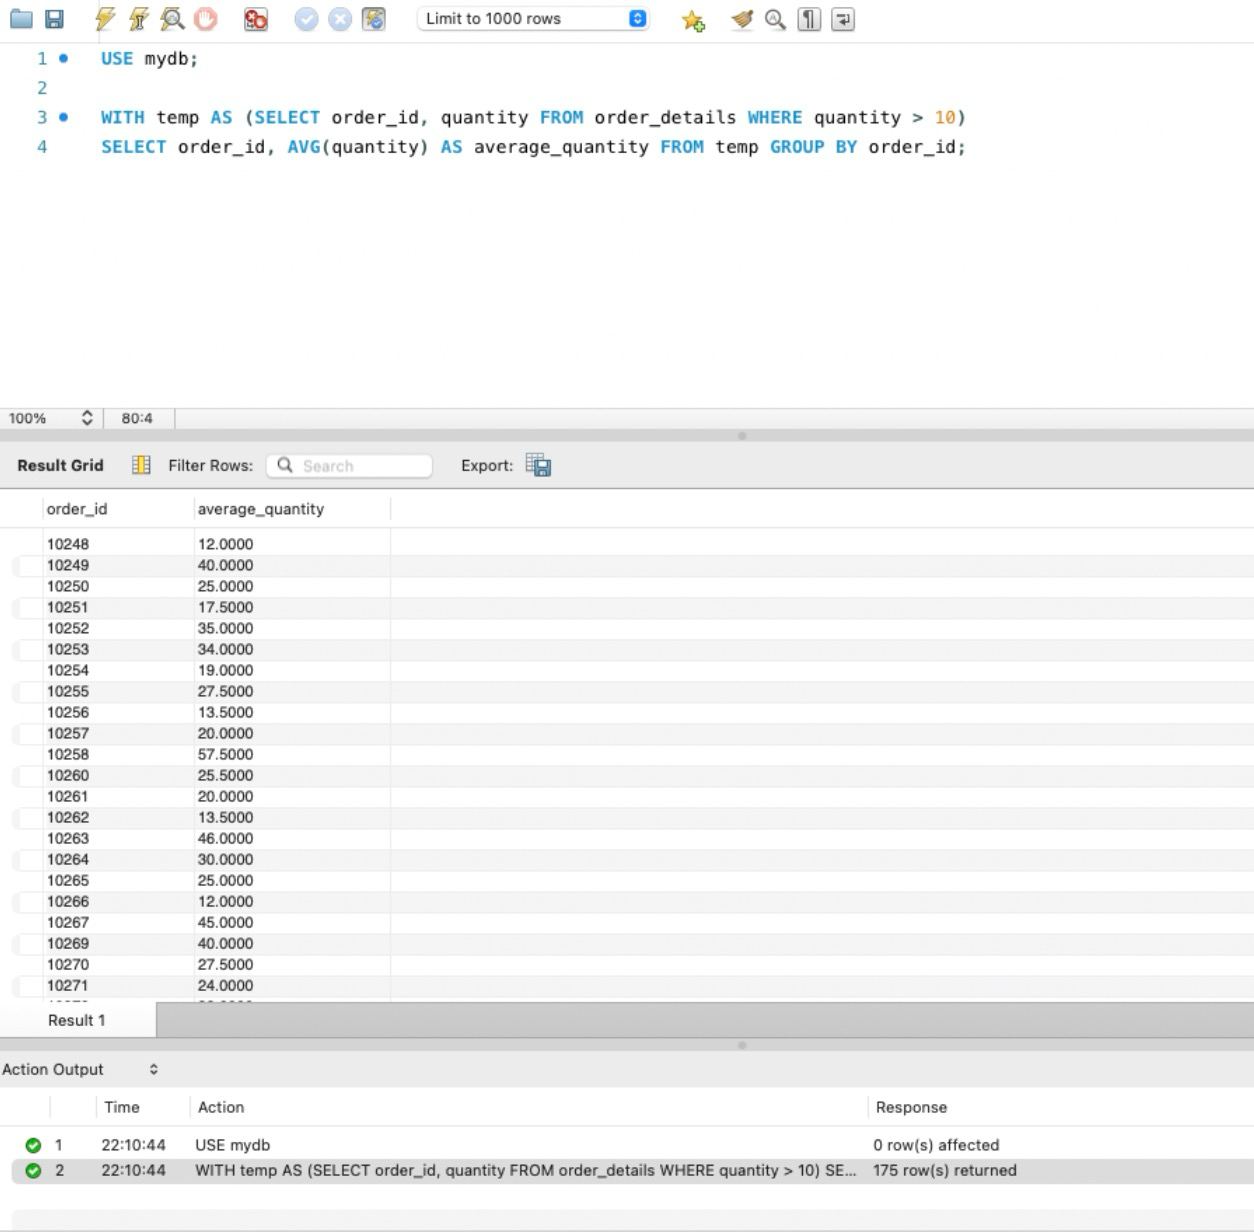 Limit to 1000 rows
1 USE mydb;
2
3 WITH temp AS (SELECT order_id, quantity FROM order_details WHERE quantity > 10)
4 SELECT order_id, AVG(quantity) AS average_quantity FROM temp GROUP BY order_id;
100% 80:4
Result Grid Filter Rows: Search Export:
order_id average_quantity
10248 12.0000
10249 40.0000
10250 25.0000
10251 17.5000
10252 35.0000
10253 34.0000
10254 19.0000
10255 27.5000
10256 13.5000
10257 20.0000
10258 57.5000
10260 25.5000
10261 20.0000
10262 13.5000
10263 46.0000
10264 30.0000
10265 25.0000
10266 12.0000
10267 45.0000
10269 40.0000
10270 27.5000
10271 24.0000
Result 1
Action Output
Time Action Response
1 22:10:44 USE mydb 0 row(s) affected
2 22:10:44 WITH temp AS (SELECT order_id, quantity FROM order_details WHERE quantity > 10) SE... 175 row(s) returned